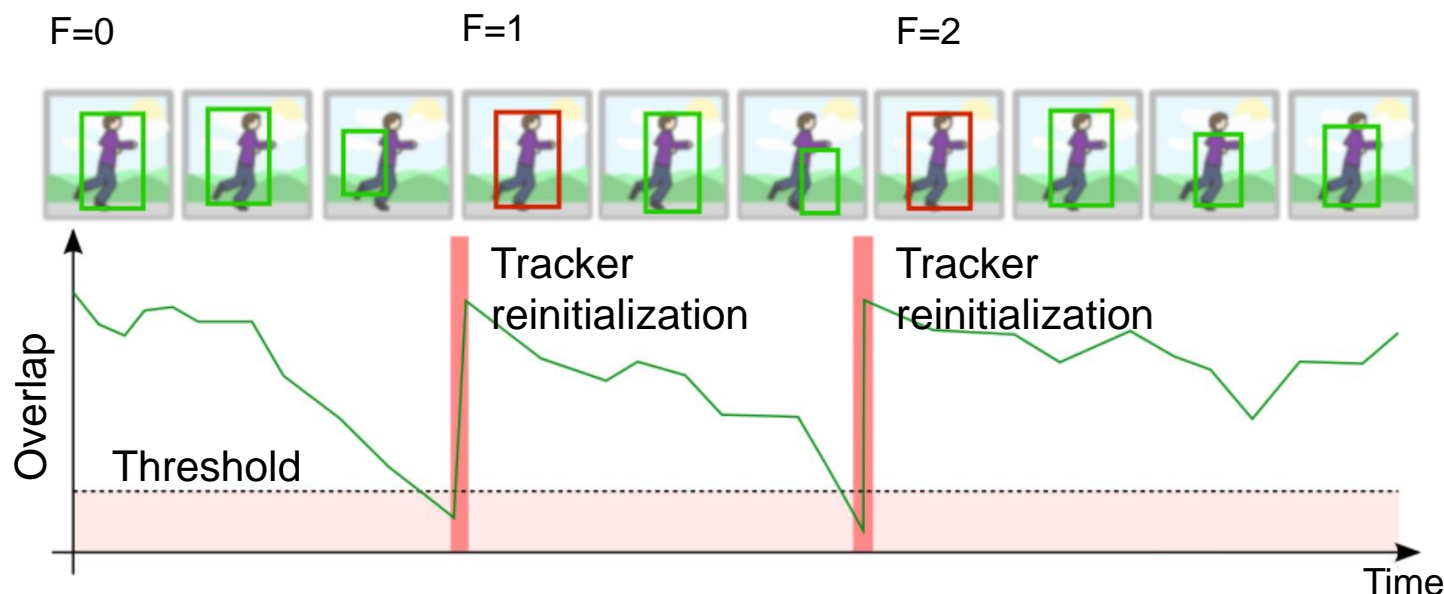 F=0
F=1
F=2
Tracker
reinitialization
Tracker
reinitialization
Overlap
Threshold
Time